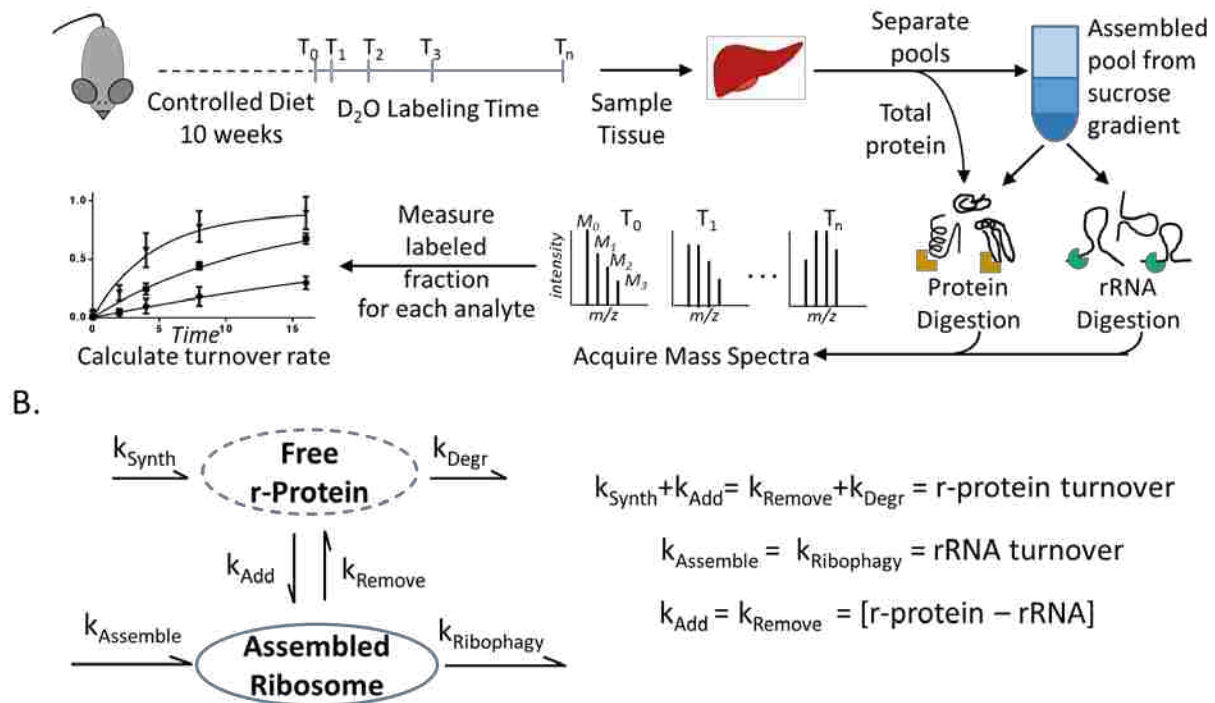 T0 T1 T2 T3 Tn
Controlled Diet
10 weeks
D2O Labeling Time
Sample
Tissue
Separate
pools
Total
protein
Assembled
pool from
sucrose
gradient
1.0
0.5
0.0
0 5 10 15
Time
Calculate turnover rate
Measure
labeled
fraction
for each analyte
intensity
M0
M1
M2
M3
T0 T1 Tn
...
m/z m/z m/z
Acquire Mass Spectra
Protein
Digestion
rRNA
Digestion
B.
kSynth
Free
r-Protein
kDegr
kAdd
kRemove
kAssemble
Assembled
Ribosome
kRibophagy
kSynth+kAdd= kRemove+kDegr = r-protein turnover
kAssemble = kRibophagy = rRNA turnover
kAdd = kRemove = [r-protein – rRNA]